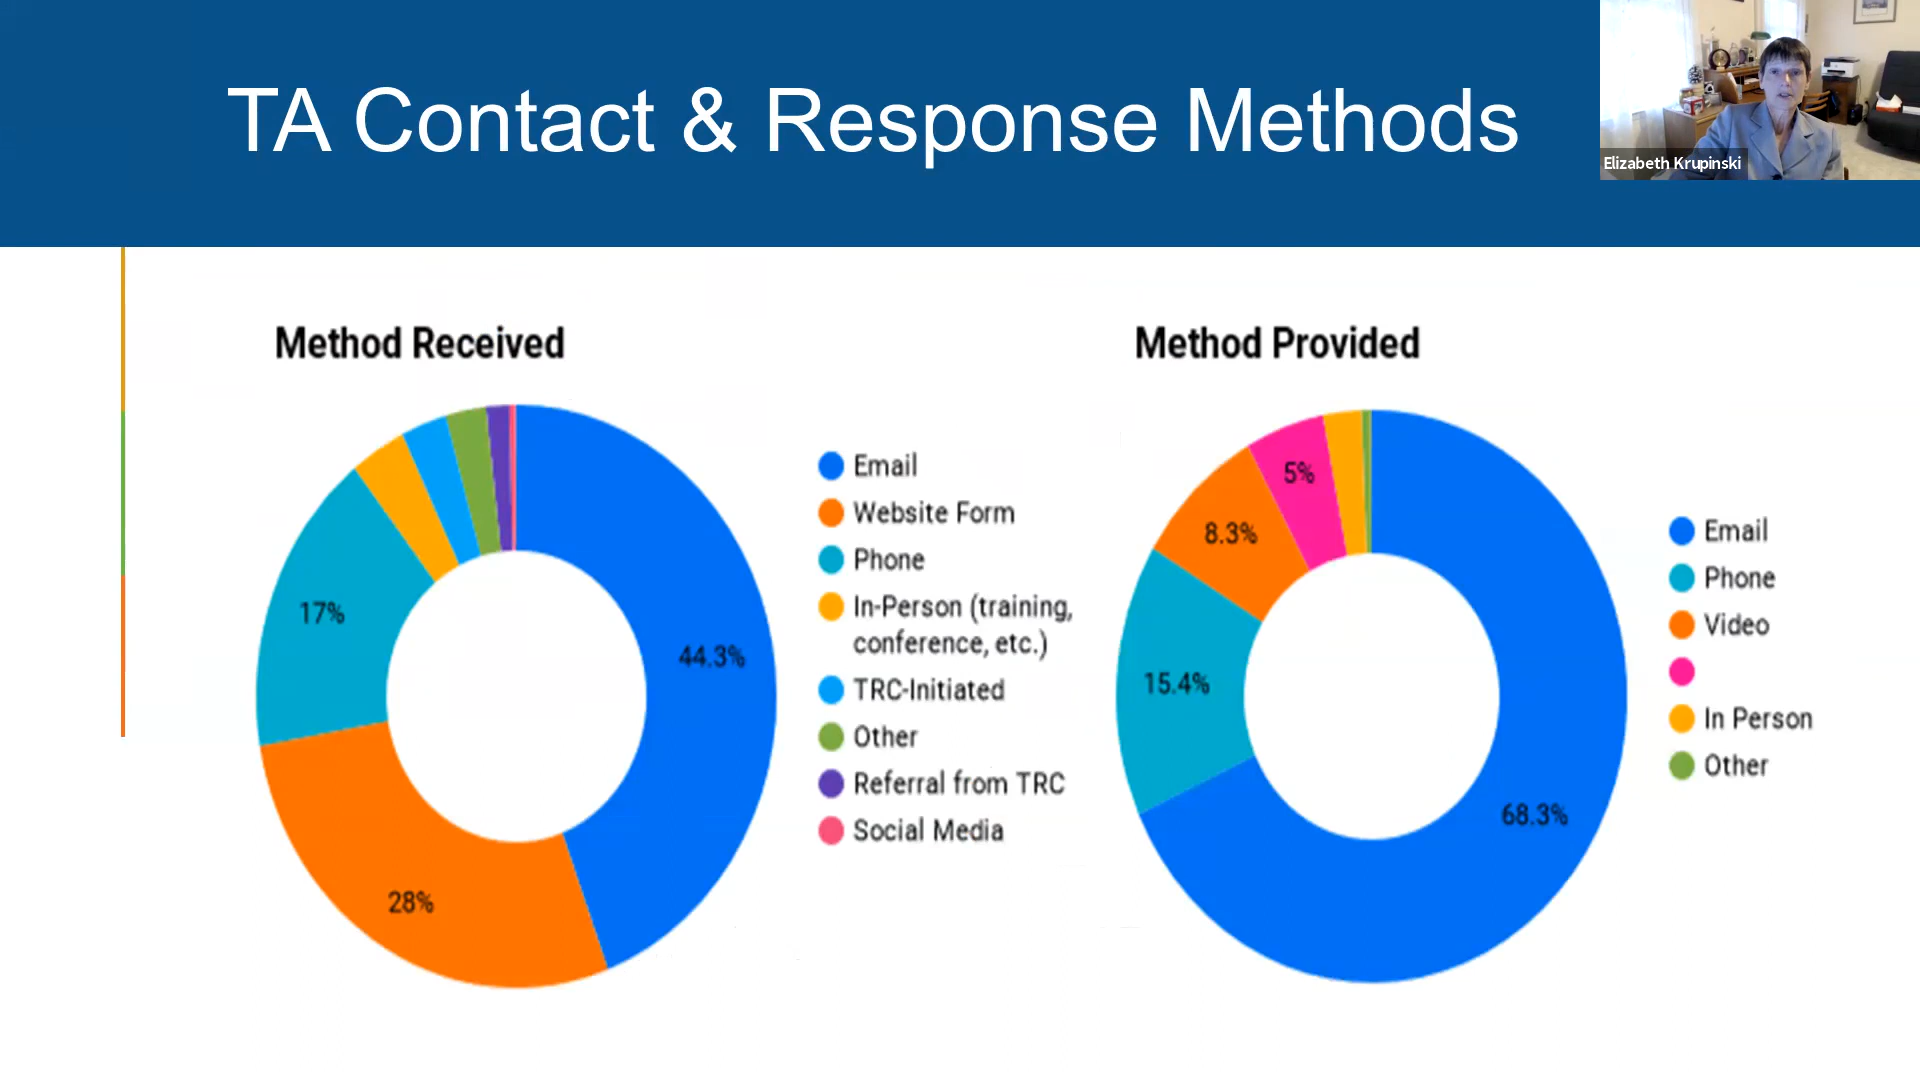 TA Contact & Response Methods
Elizabeth Krupinski
Method Received
44.3%
28%
17%
Email
Website Form
Phone
In-Person (training,
conference, etc.)
TRC-Initiated
Other
Referral from TRC
Social Media
Method Provided
68.3%
15.4%
8.3%
5%
Email
Phone
Video
In Person
Other